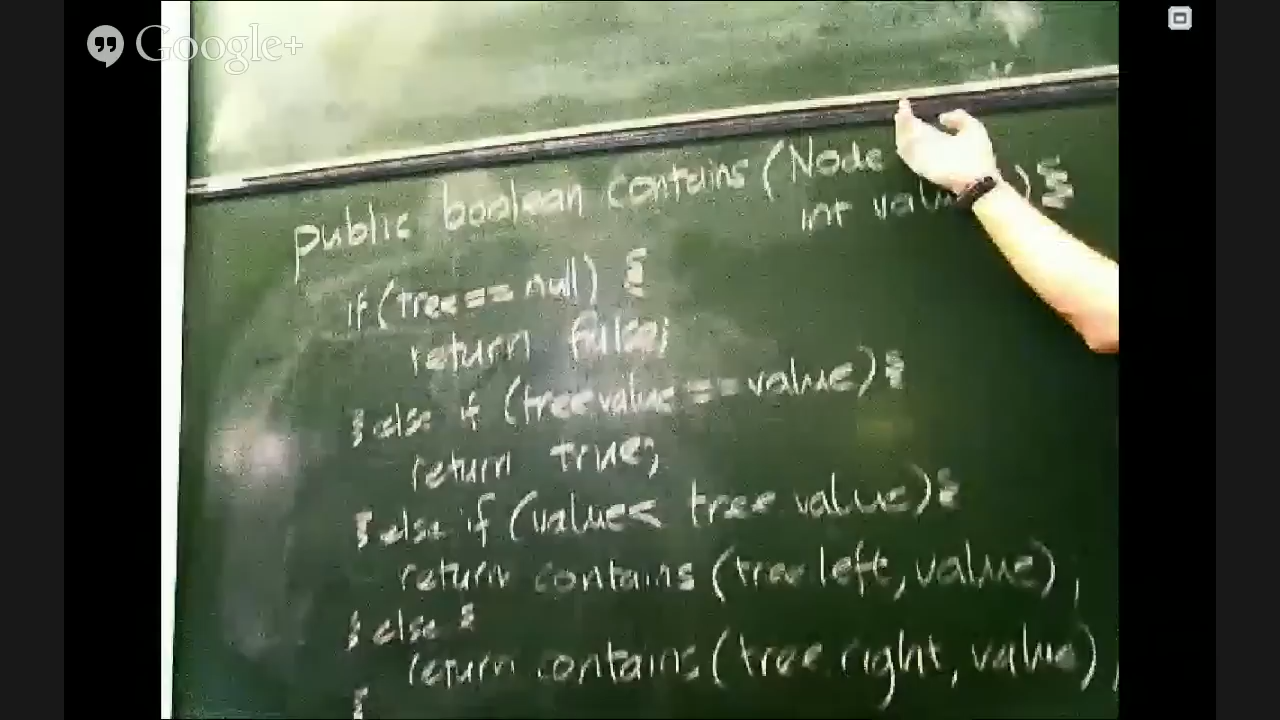 Google+
public boolean contains (Node
int valu ) {
if (tree == null) {
return false;
} else if (tree.value == value) {
return true;
} else if (value < tree.value) {
return contains (tree.left, value);
} else {
return contains (tree.right, value);
}